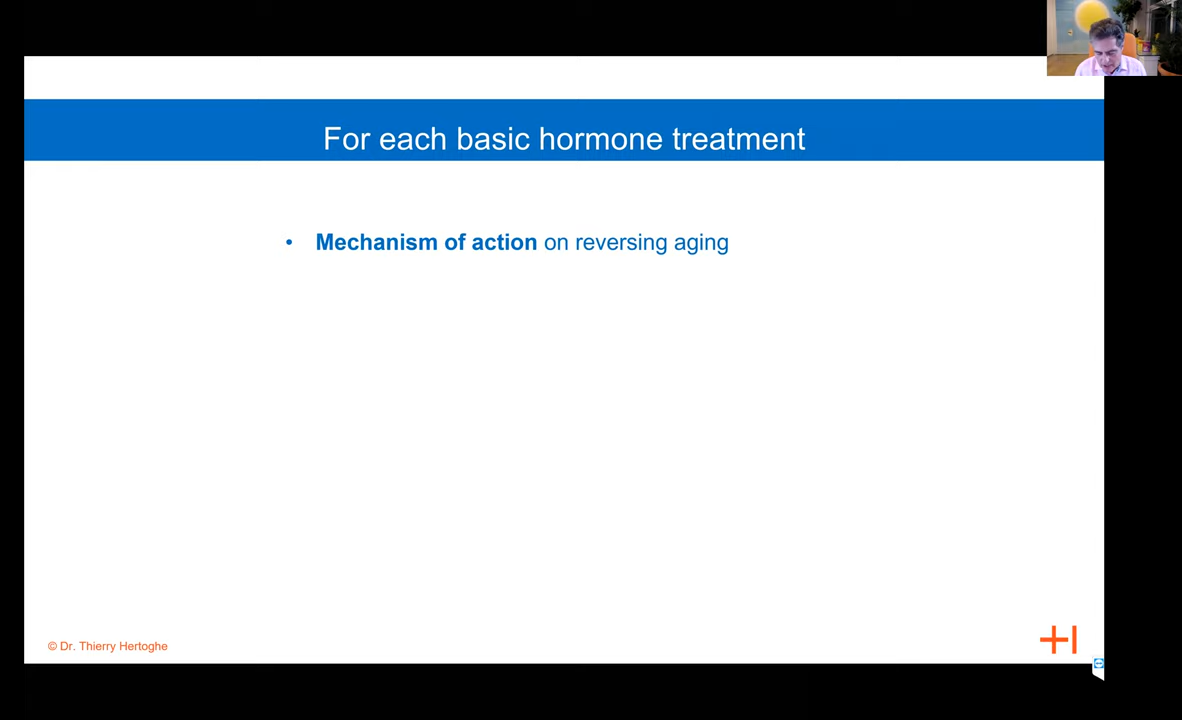 For each basic hormone treatment
• Mechanism of action on reversing aging
© Dr. Thierry Hertoghe